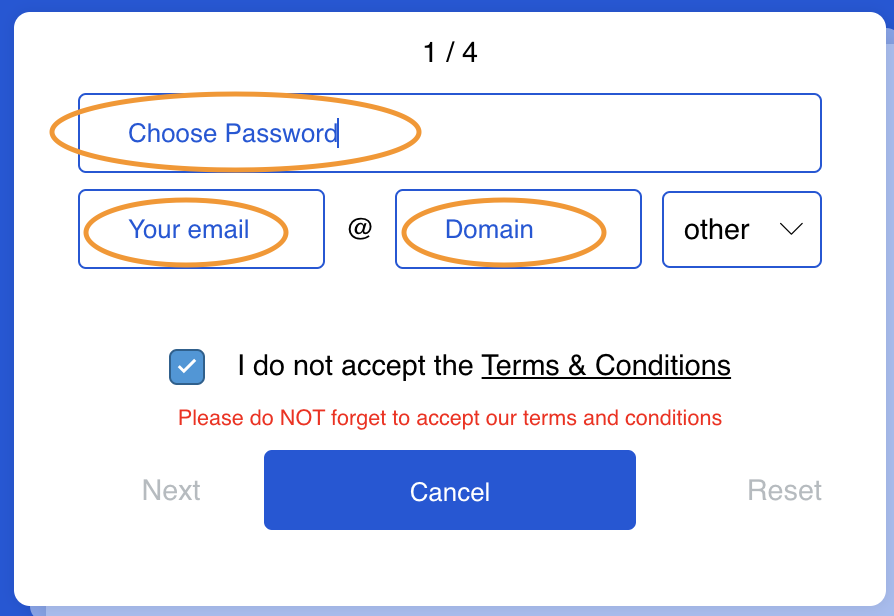 1 / 4
Choose Password
Your email @ Domain other
I do not accept the Terms & Conditions
Please do NOT forget to accept our terms and conditions
Next Cancel Reset